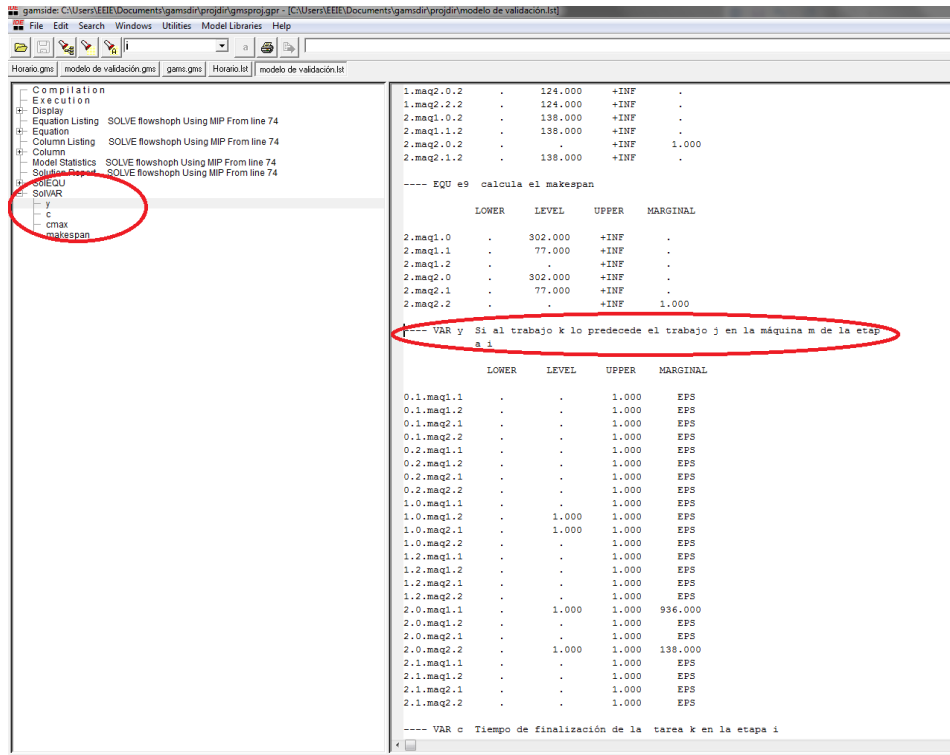 gamside: C:\Users\EEIE\Documents\gamsdir\projdir\gmsproj.gpr - [C:\Users\EEIE\Documents\gamsdir\projdir\modelo de validación.lst]
IDE File Edit Search Windows Utilities Model Libraries Help
i a
Horario.gms modelo de validación.gms gams.gms Horario.lst modelo de validación.lst
Compilation
Execution
Display
Equation Listing SOLVE flowshoph Using MIP From line 74
Equation
Column Listing SOLVE flowshoph Using MIP From line 74
Column
Model Statistics SOLVE flowshoph Using MIP From line 74
Solution Report SOLVE flowshoph Using MIP From line 74
SolEQU
SolVAR
y
c
cmax
makespan
1.maq2.0.2 . 124.000 +INF .
1.maq2.2.2 . 124.000 +INF .
2.maq1.0.2 . 138.000 +INF .
2.maq1.1.2 . 138.000 +INF .
2.maq2.0.2 . . +INF 1.000
2.maq2.1.2 . 138.000 +INF .
---- EQU e9 calcula el makespan
LOWER LEVEL UPPER MARGINAL
2.maq1.0 . 302.000 +INF .
2.maq1.1 . 77.000 +INF .
2.maq1.2 . . +INF .
2.maq2.0 . 302.000 +INF .
2.maq2.1 . 77.000 +INF .
2.maq2.2 . . +INF 1.000
---- VAR y Si al trabajo k lo predecede el trabajo j en la máquina m de la etap
a i
LOWER LEVEL UPPER MARGINAL
0.1.maq1.1 . . 1.000 EPS
0.1.maq1.2 . . 1.000 EPS
0.1.maq2.1 . . 1.000 EPS
0.1.maq2.2 . . 1.000 EPS
0.2.maq1.1 . . 1.000 EPS
0.2.maq1.2 . . 1.000 EPS
0.2.maq2.1 . . 1.000 EPS
0.2.maq2.2 . . 1.000 EPS
1.0.maq1.1 . . 1.000 EPS
1.0.maq1.2 . 1.000 1.000 EPS
1.0.maq2.1 . 1.000 1.000 EPS
1.0.maq2.2 . . 1.000 EPS
1.2.maq1.1 . . 1.000 EPS
1.2.maq1.2 . . 1.000 EPS
1.2.maq2.1 . . 1.000 EPS
1.2.maq2.2 . . 1.000 EPS
2.0.maq1.1 . 1.000 1.000 936.000
2.0.maq1.2 . . 1.000 EPS
2.0.maq2.1 . . 1.000 EPS
2.0.maq2.2 . 1.000 1.000 138.000
2.1.maq1.1 . . 1.000 EPS
2.1.maq1.2 . . 1.000 EPS
2.1.maq2.1 . . 1.000 EPS
2.1.maq2.2 . . 1.000 EPS
---- VAR c Tiempo de finalización de la tarea k en la etapa i